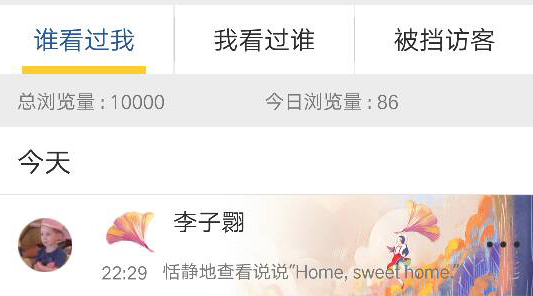 谁看过我 我看过谁 被挡访客
总浏览量：10000 今日浏览量：86
今天
李子翾
22:29 恬静地查看说说"Home, sweet home."